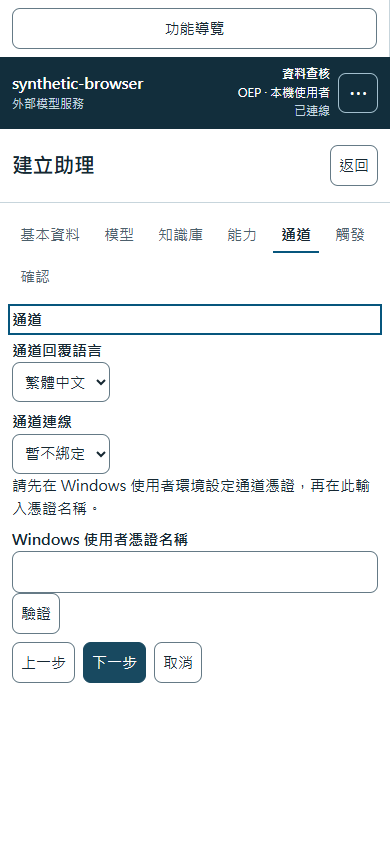 功能導覽
synthetic-browser
外部模型服務
資料查核
OEP · 本機使用者
已連線
建立助理
返回
基本資料 模型 知識庫 能力 通道 觸發
確認
通道
通道回覆語言
繁體中文
通道連線
暫不綁定
請先在 Windows 使用者環境設定通道憑證，再在此輸
入憑證名稱。
Windows 使用者憑證名稱
驗證
上一步 下一步 取消